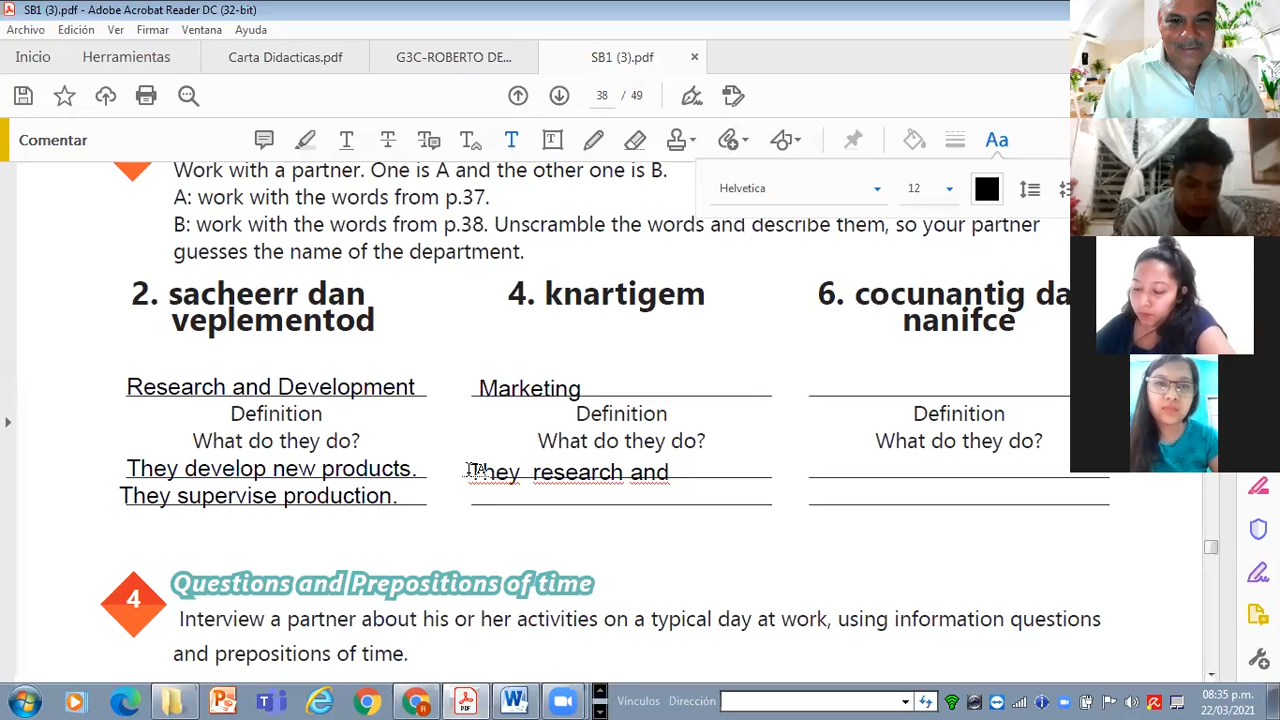 SB1 (3).pdf - Adobe Acrobat Reader DC (32-bit)
Archivo Edición Ver Firmar Ventana Ayuda
Inicio Herramientas Carta Didacticas.pdf G3C-ROBERTO DE... SB1 (3).pdf ×
38 / 49
Comentar
Aa
Helvetica 12
Work with a partner. One is A and the other one is B.
A: work with the words from p.37.
B: work with the words from p.38. Unscramble the words and describe them, so your partner
guesses the name of the department.
2. sacheerr dan
veplementod
4. knartigem
6. cocunantig da
nanifce
Research and Development
Marketing
Definition
Definition
Definition
What do they do?
What do they do?
What do they do?
They develop new products.
They research and
They supervise production.
4
Questions and Prepositions of time
Interview a partner about his or her activities on a typical day at work, using information questions
and prepositions of time.
Vínculos Dirección
08:35 p.m.
22/03/2021